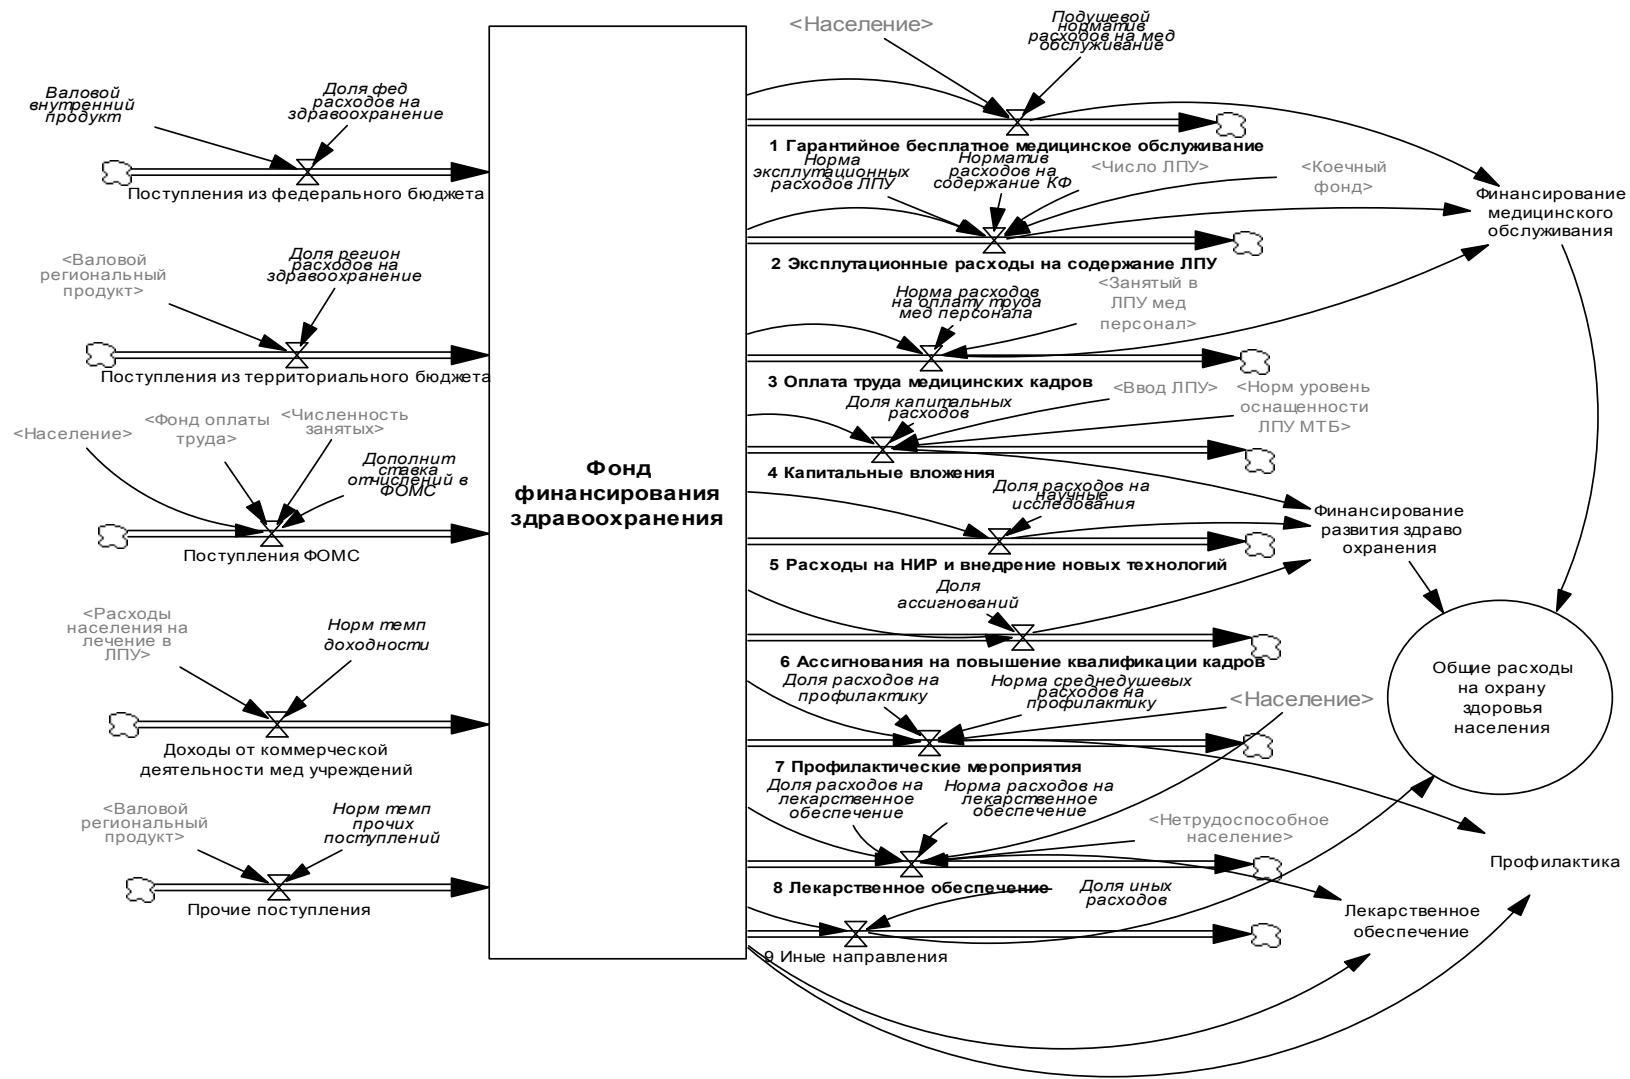 Валовой
внутренний
продукт
Доля фед
расходов на
здравоохранение
Поступления из федерального бюджета
<Валовой
региональный
продукт>
Доля регион
расходов на
здравоохранение
Поступления из территориального бюджета
<Население>
<Фонд оплаты
труда>
<Численность
занятых>
Дополнит
ставка
отчислений в
ФОМС
Поступления ФОМС
<Расходы
населения на
лечение в
ЛПУ>
Норм темп
доходности
Доходы от коммерческой
деятельности мед учреждений
<Валовой
региональный
продукт>
Норм темп
прочих
поступлений
Прочие поступления
Фонд
финансирования
здравоохранения
<Население>
Подушевой
норматив
расходов на мед
обслуживание
1 Гарантийное бесплатное медицинское обслуживание
Норма
эксплутационных
расходов ЛПУ
Норматив
расходов на
содержание КФ
<Число ЛПУ>
<Коечный
фонд>
2 Эксплутационные расходы на содержание ЛПУ
Норма расходов
на оплату труда
мед персонала
<Занятый в
ЛПУ мед
персонал>
3 Оплата труда медицинских кадров
Доля капитальных
расходов
<Ввод ЛПУ>
<Норм уровень
оснащенности
ЛПУ МТБ>
4 Капитальные вложения
Доля расходов на
научные
исследования
5 Расходы на НИР и внедрение новых технологий
Доля
ассигнований
6 Ассигнования на повышение квалификации кадров
Доля расходов на
профилактику
Норма среднедушевых
расходов на
профилактику
<Население>
7 Профилактические мероприятия
Доля расходов на
лекарственное
обеспечение
Норма расходов на
лекарственное
обеспечение
<Нетрудоспособное
население>
8 Лекарственное обеспечение
Доля иных
расходов
9 Иные направления
Финансирование
медицинского
обслуживания
Финансирование
развития здраво
охранения
Общие расходы
на охрану
здоровья
населения
Профилактика
Лекарственное
обеспечение